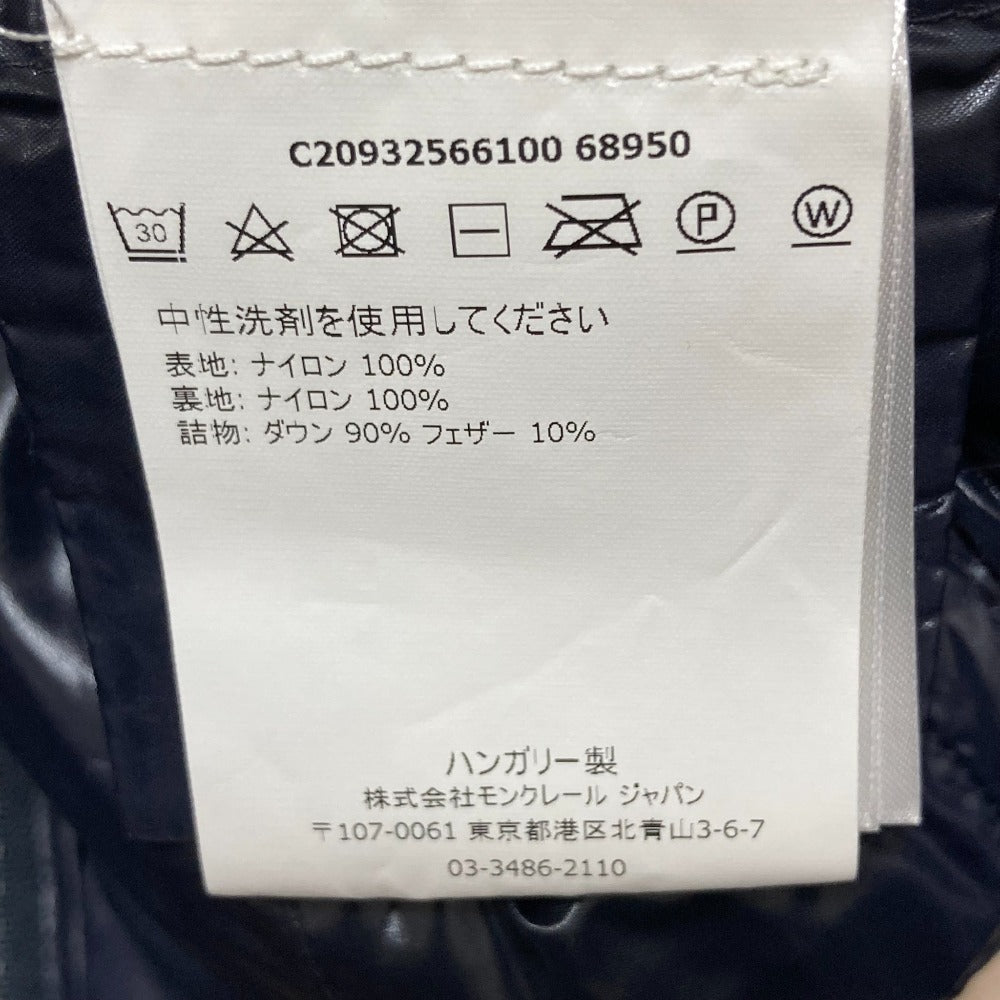 C20932566100 68950
30 P W
中性洗剤を使用してください
表地: ナイロン 100%
裏地: ナイロン 100%
詰物: ダウン 90% フェザー 10%
ハンガリー製
株式会社モンクレール ジャパン
〒107-0061 東京都港区北青山3-6-7
03-3486-2110